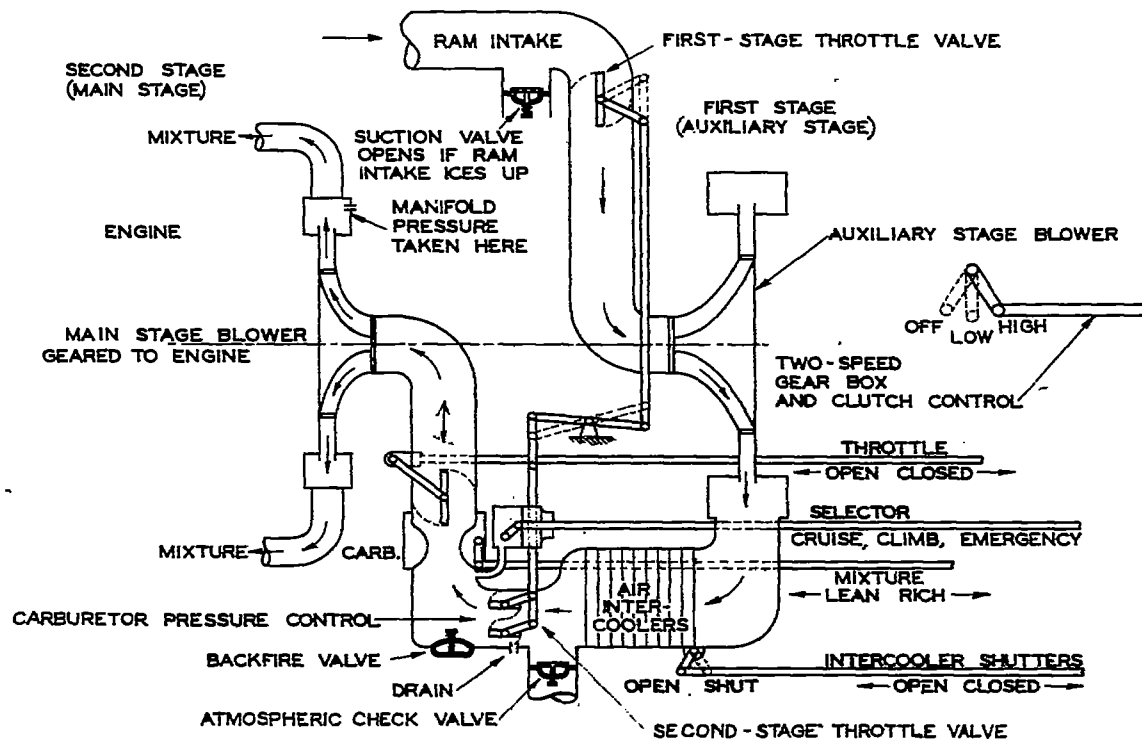 RAM INTAKE
FIRST-STAGE THROTTLE VALVE
SECOND STAGE
(MAIN STAGE)
FIRST STAGE
(AUXILIARY STAGE)
MIXTURE
SUCTION VALVE
OPENS IF RAM
INTAKE ICES UP
MANIFOLD
PRESSURE
TAKEN HERE
ENGINE
AUXILIARY STAGE BLOWER
OFF
LOW
HIGH
MAIN STAGE BLOWER
GEARED TO ENGINE
TWO-SPEED
GEAR BOX
AND CLUTCH CONTROL
THROTTLE
OPEN CLOSED
SELECTOR
CRUISE, CLIMB, EMERGENCY
MIXTURE
CARB.
AIR
INTER-
COOLERS
MIXTURE
LEAN RICH
CARBURETOR PRESSURE CONTROL
BACKFIRE VALVE
DRAIN
OPEN SHUT
INTERCOOLER SHUTTERS
OPEN CLOSED
ATMOSPHERIC CHECK VALVE
SECOND-STAGE THROTTLE VALVE